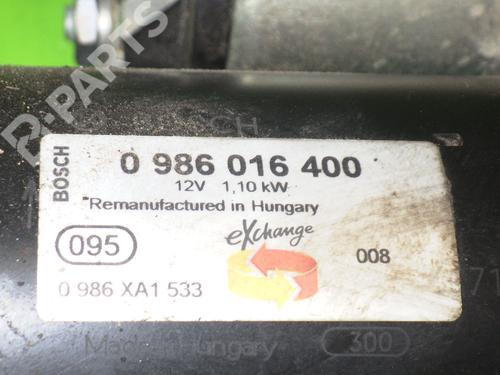 B-PARTS
BOSCH
0 986 016 400
12V 1,10 kW
Remanufactured in Hungary
eXchange
095
008
0 986 XA1 533
Made in Hungary
300